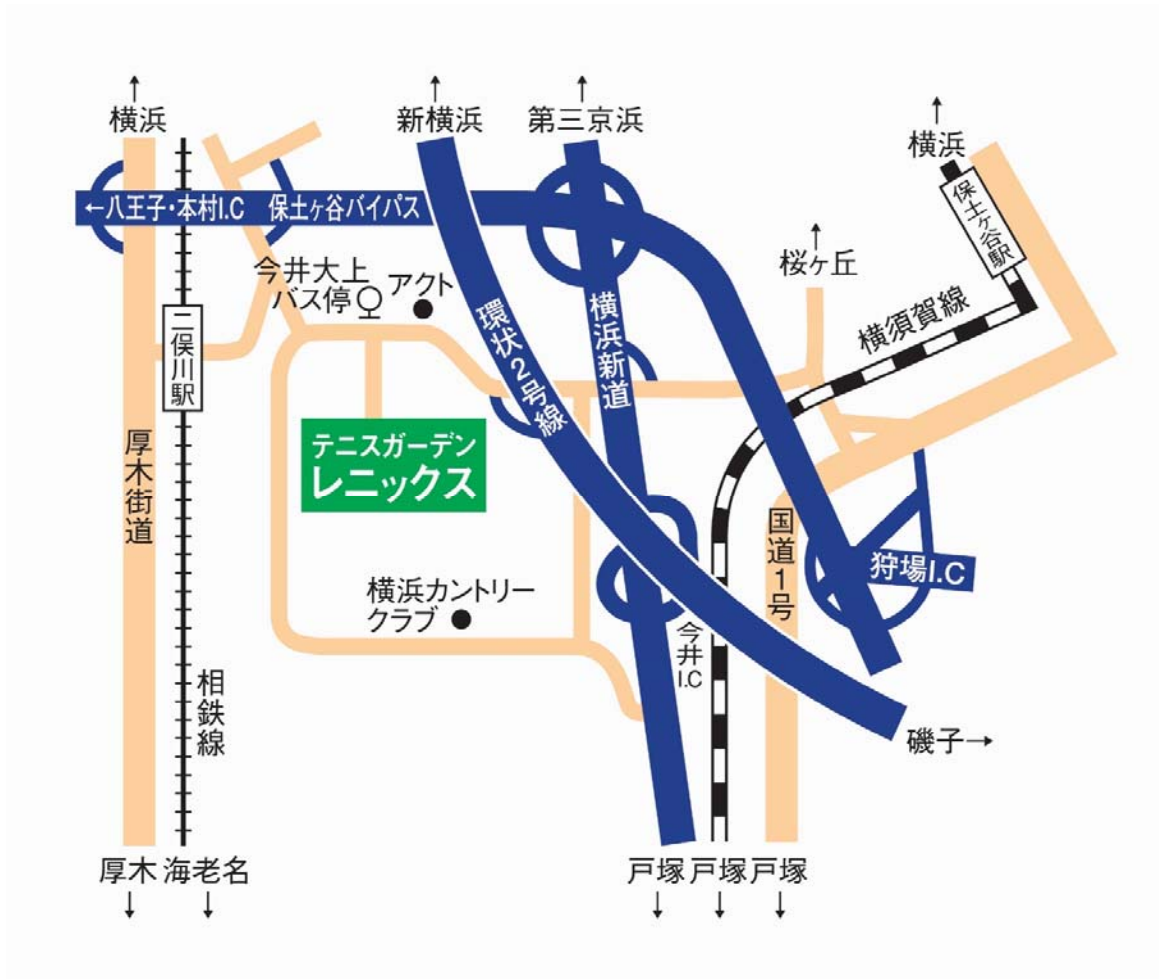 ↑
横浜
↑
新横浜
↑
第三京浜
↑
横浜
保土ヶ谷駅
←八王子・本村I.C 保土ヶ谷バイパス
↑
桜ヶ丘
今井大上
バス停
アクト
環状2号線
横浜新道
横須賀線
二俣川駅
テニスガーデン
レニックス
厚木街道
国道1号
狩場I.C
横浜カントリー
クラブ
今井I.C
相鉄線
磯子→
厚木
↓
海老名
↓
戸塚
↓
戸塚
↓
戸塚
↓